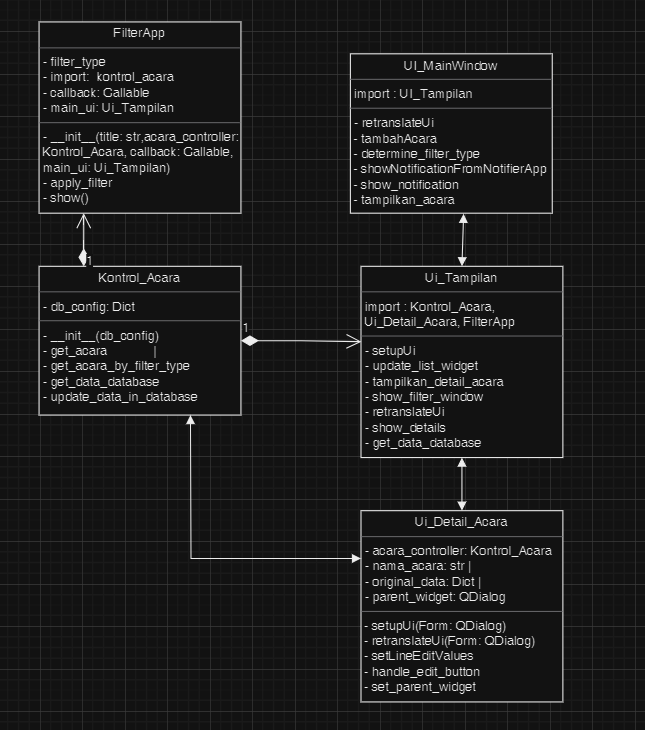 FilterApp
- filter_type
- import:  kontrol_acara
- callback: Callable
- main_ui: Ui_Tampilan
- __init__(title: str,acara_controller:
Kontrol_Acara, callback: Callable,
main_ui: Ui_Tampilan)
- apply_filter
- show()
UI_MainWindow
import : UI_Tampilan
- retranslateUi
- tambahAcara
- determine_filter_type
- showNotificationFromNotifierApp
- show_notification
- tampilkan_acara
1
Kontrol_Acara
- db_config: Dict
- __init__(db_config)
- get_acara |
- get_acara_by_filter_type
- get_data_database
- update_data_in_database
1
Ui_Tampilan
import : Kontrol_Acara,
Ui_Detail_Acara, FilterApp
- setupUi
- update_list_widget
- tampilkan_detail_acara
- show_filter_window
- retranslateUi
- show_details
- get_data_database
Ui_Detail_Acara
- acara_controller: Kontrol_Acara
- nama_acara: str |
- original_data: Dict |
- parent_widget: QDialog
- setupUi(Form: QDialog)
- retranslateUi(Form: QDialog)
- setLineEditValues
- handle_edit_button
- set_parent_widget